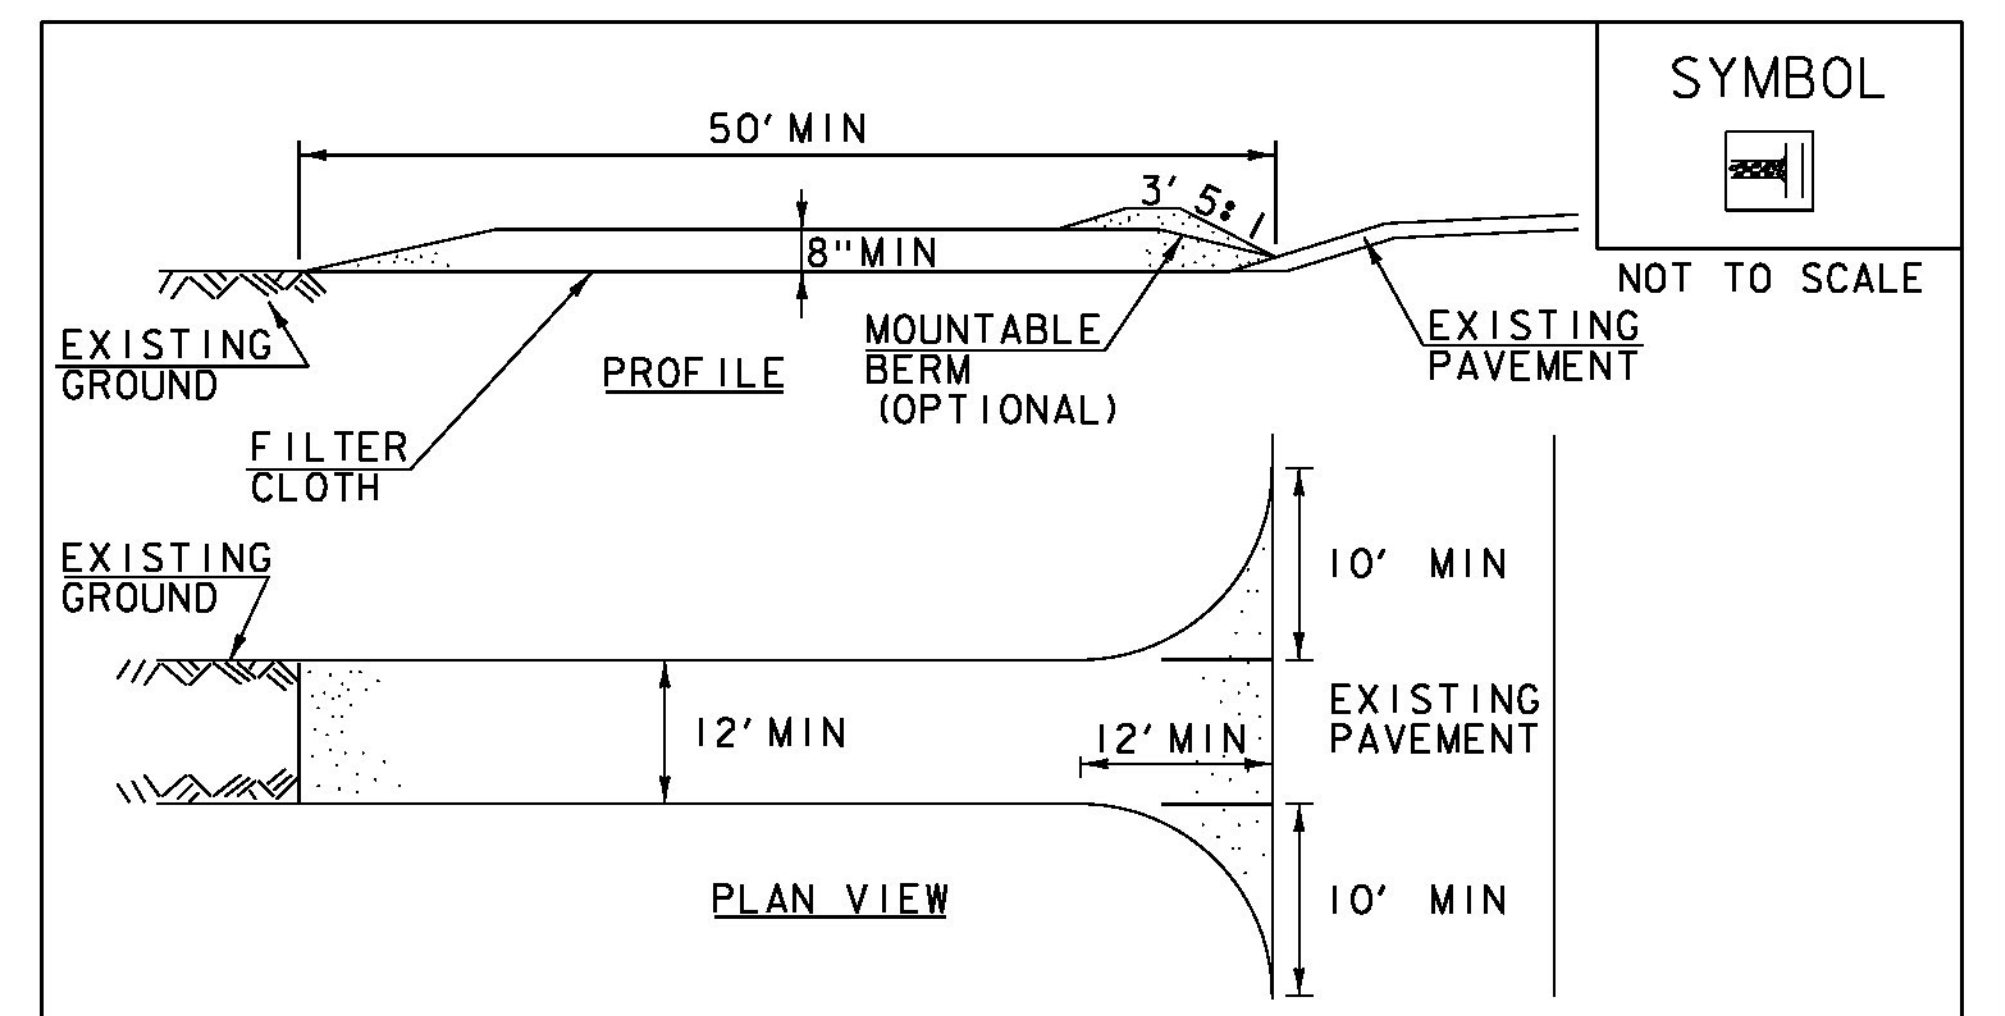 SYMBOL
50' MIN
3' 5:1
8" MIN
NOT TO SCALE
EXISTING
GROUND
PROFILE
MOUNTABLE
BERM
(OPTIONAL)
EXISTING
PAVEMENT
FILTER
CLOTH
EXISTING
GROUND
10' MIN
12' MIN
12' MIN
EXISTING
PAVEMENT
PLAN VIEW
10' MIN